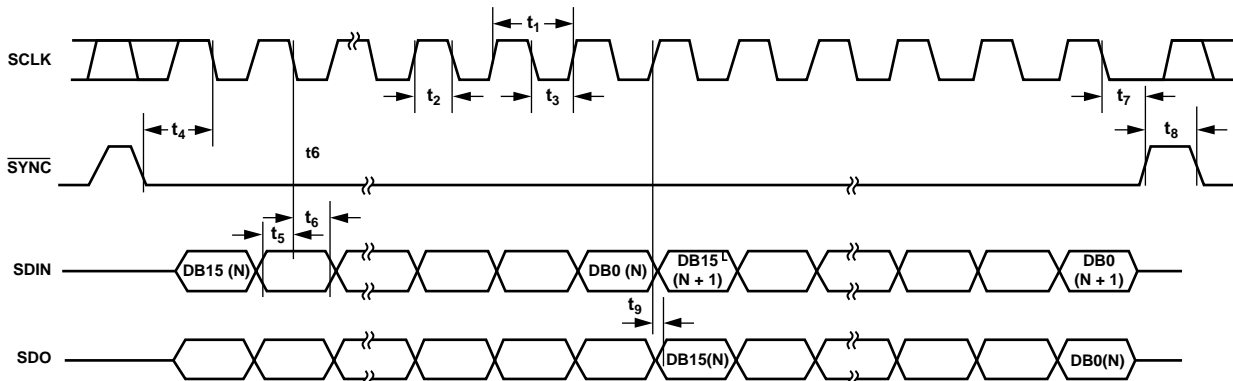 t1
SCLK
t2
t3
t7
t4
t8
t6
SYNC
t6
t5
SDIN
DB15 (N)
DB0 (N)
DB15
(N + 1)
DB0
(N + 1)
t9
SDO
DB15(N)
DB0(N)